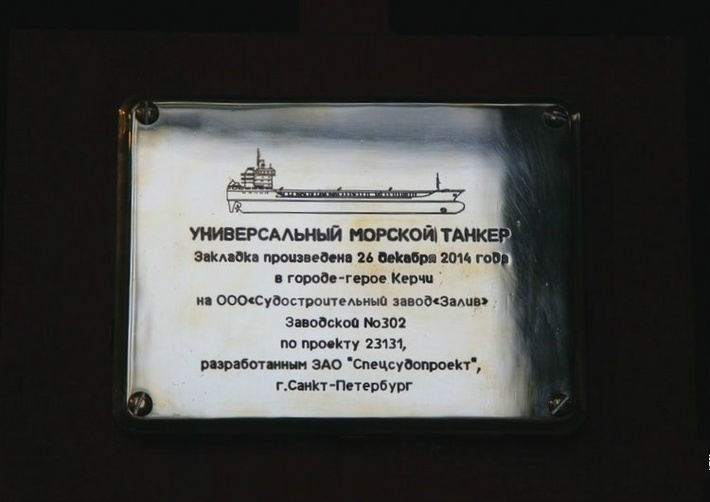 УНИВЕРСАЛЬНЫЙ МОРСКОЙ ТАНКЕР
Закладка произведена 26 декабря 2014 года
в городе-герое Керчи
на ООО«Судостроительный завод«Залив»
Заводской №302
по проекту 23131,
разработанным ЗАО "Спецсудопроект",
г.Санкт-Петербург